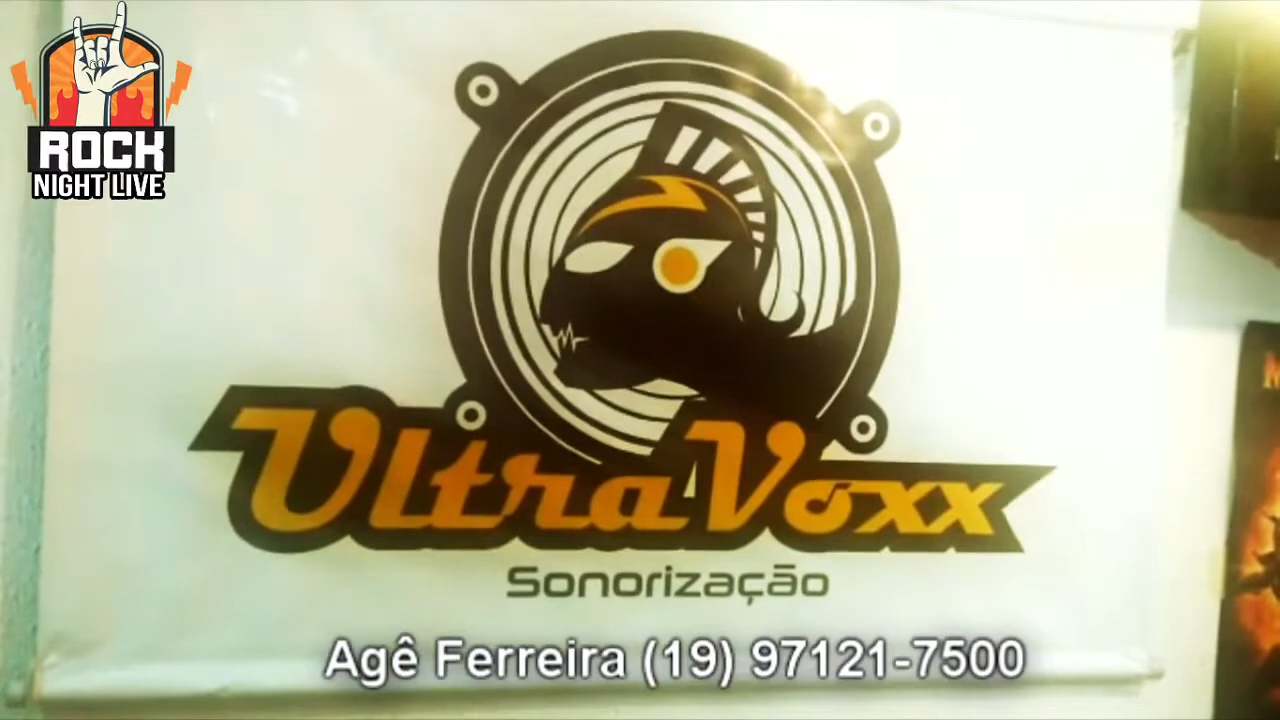 ROCK
NIGHT LIVE
UltraVoxx
Sonorização
Agê Ferreira (19) 97121-7500